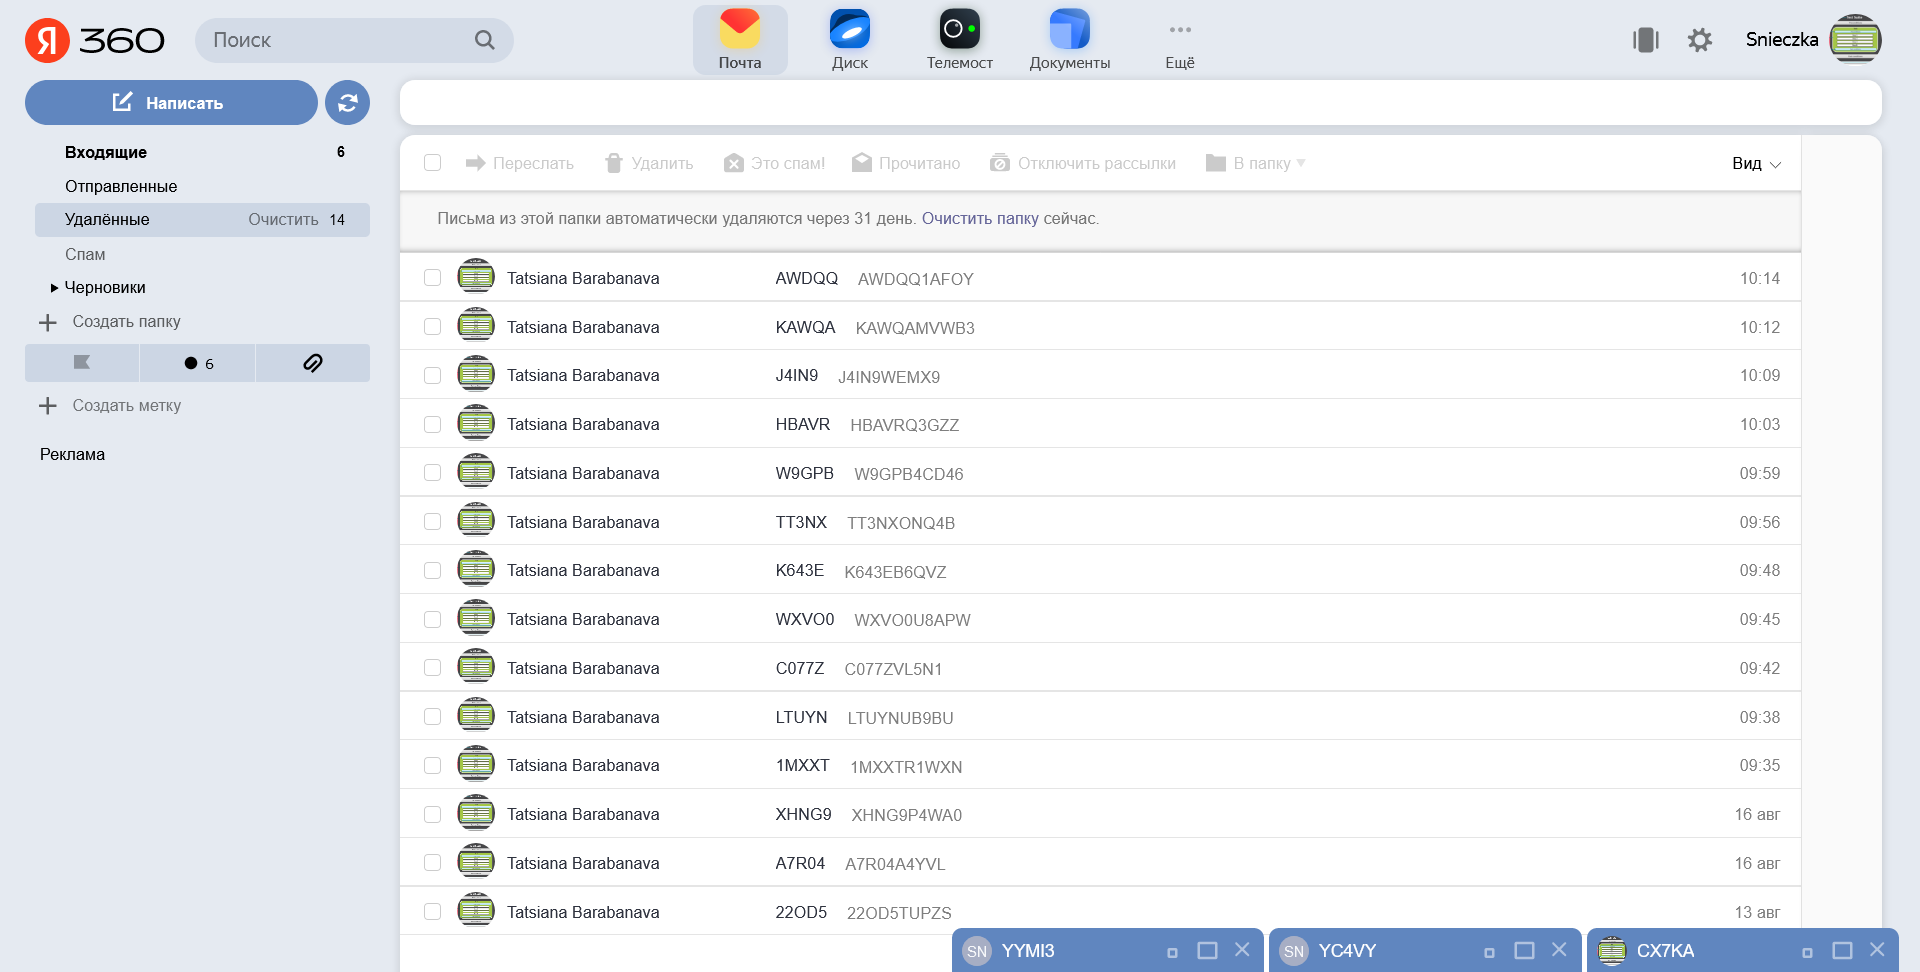 Я 360
Поиск
Почта
Диск
Телемост
Документы
Ещё
Snieczka
Написать
Входящие 6
Отправленные
Удалённые Очистить 14
Спам
Черновики
Создать папку
6
Создать метку
Реклама
Переслать Удалить Это спам! Прочитано Отключить рассылки В папку Вид
Письма из этой папки автоматически удаляются через 31 день. Очистить папку сейчас.
Tatsiana Barabanava AWDQQ AWDQQ1AFOY 10:14
Tatsiana Barabanava KAWQA KAWQAMVWB3 10:12
Tatsiana Barabanava J4IN9 J4IN9WEMX9 10:09
Tatsiana Barabanava HBAVR HBAVRQ3GZZ 10:03
Tatsiana Barabanava W9GPB W9GPB4CD46 09:59
Tatsiana Barabanava TT3NX TT3NXONQ4B 09:56
Tatsiana Barabanava K643E K643EB6QVZ 09:48
Tatsiana Barabanava WXVO0 WXVO0U8APW 09:45
Tatsiana Barabanava C077Z C077ZVL5N1 09:42
Tatsiana Barabanava LTUYN LTUYNUB9BU 09:38
Tatsiana Barabanava 1MXXT 1MXXTR1WXN 09:35
Tatsiana Barabanava XHNG9 XHNG9P4WA0 16 авг
Tatsiana Barabanava A7R04 A7R04A4YVL 16 авг
Tatsiana Barabanava 22OD5 22OD5TUPZS 13 авг
SN YYMI3
SN YC4VY
CX7KA